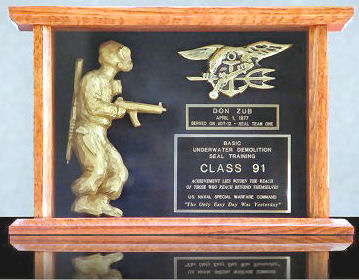 DON ZUB
APRIL 1, 1977
SERVED ON UDT-12 • SEAL TEAM ONE
BASIC
UNDERWATER DEMOLITION
SEAL TRAINING
CLASS 91
ACHIEVEMENT LIES WITHIN THE REACH
OF THOSE WHO REACH BEYOND THEMSELVES
U.S. NAVAL SPECIAL WARFARE COMMAND
"The Only Easy Day Was Yesterday"